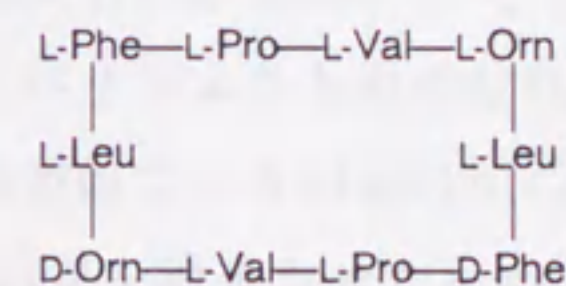 L-Phe—L-Pro—L-Val—L-Orn
L-Leu L-Leu
D-Orn—L-Val—L-Pro—D-Phe